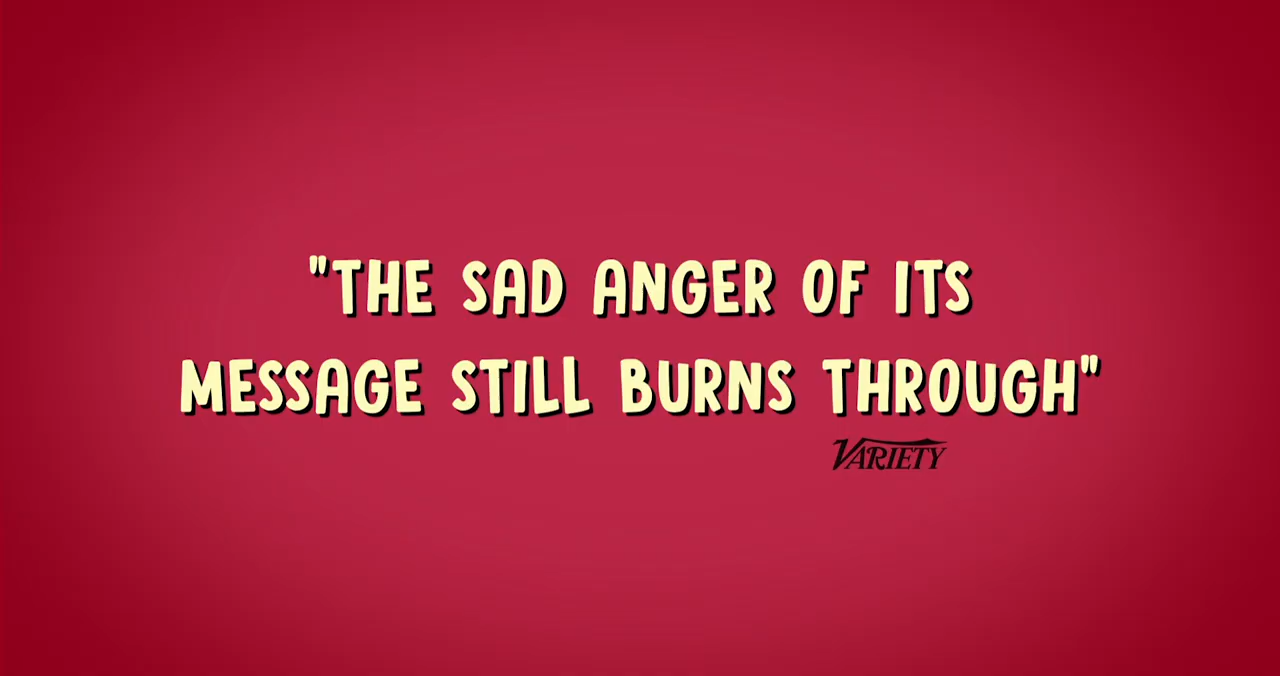 "THE SAD ANGER OF ITS
MESSAGE STILL BURNS THROUGH"
VARIETY